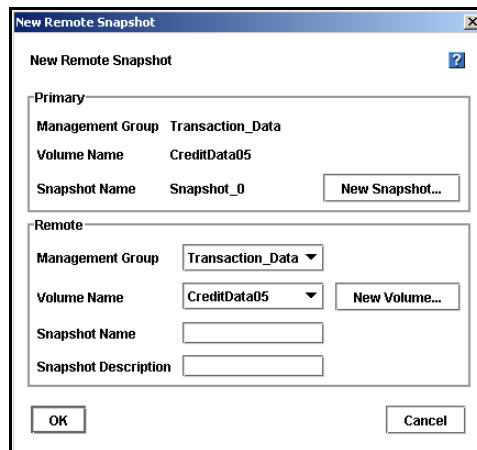 New Remote Snapshot
New Remote Snapshot
?
Primary
Management Group Transaction_Data
Volume Name CreditData05
Snapshot Name Snapshot_0 New Snapshot...
Remote
Management Group Transaction_Data
Volume Name CreditData05 New Volume...
Snapshot Name
Snapshot Description
OK Cancel